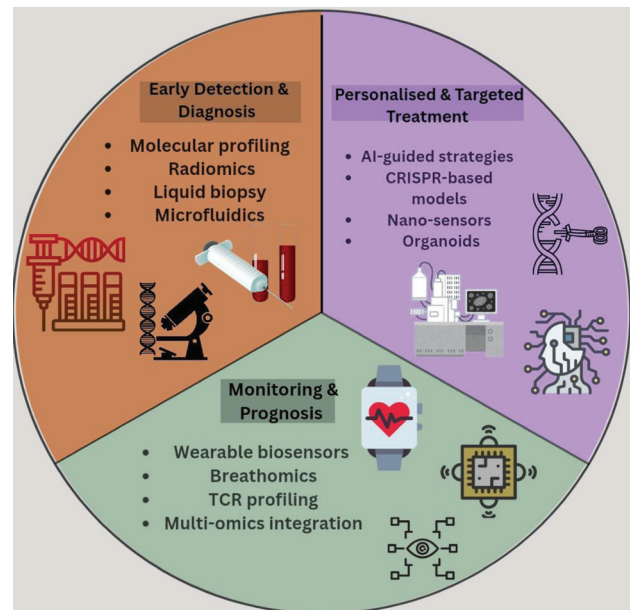 Early Detection &
Diagnosis
• Molecular profiling
• Radiomics
• Liquid biopsy
• Microfluidics
Personalised & Targeted
Treatment
• AI-guided strategies
• CRISPR-based
models
• Nano-sensors
• Organoids
Monitoring &
Prognosis
• Wearable biosensors
• Breathomics
• TCR profiling
• Multi-omics integration